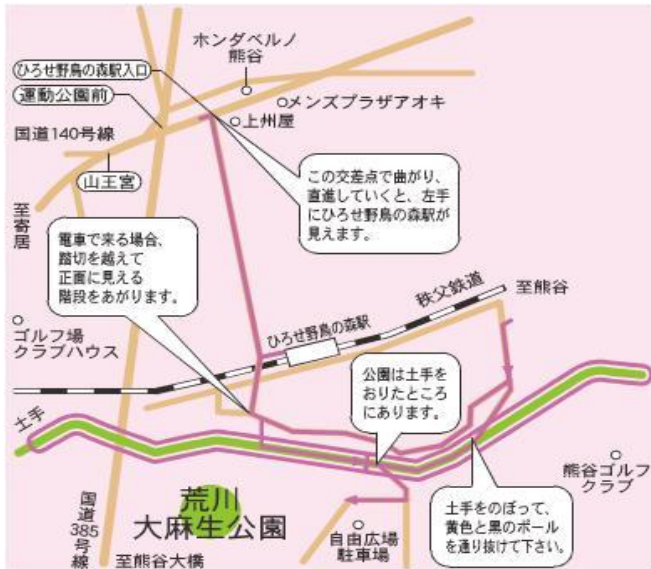 ホンダベルノ
熊谷
ひろせ野鳥の森駅入口
運動公園前
メンズプラザアオキ
上州屋
国道140号線
山王宮
至寄居
この交差点で曲がり、
直進していくと、左手
にひろせ野鳥の森駅が
見えます。
電車で来る場合、
踏切を越えて
正面に見える
階段をあがります。
秩父鉄道
至熊谷
ひろせ野鳥の森駅
ゴルフ場
クラブハウス
公園は土手を
おりたところ
にあります。
土手
熊谷ゴルフ
クラブ
荒川
大麻生公園
国道
385
号線
土手をのぼって、
黄色と黒のポール
を通り抜けて下さい。
自由広場
駐車場
至熊谷大橋